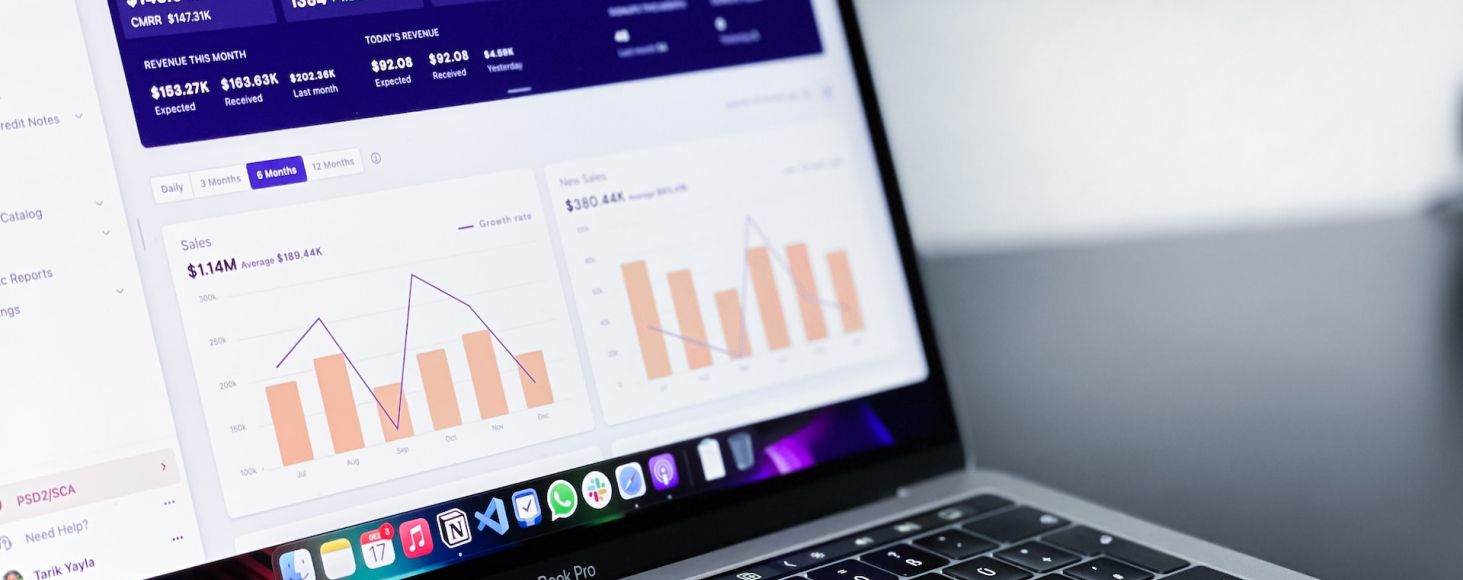 CMRR $147.31K
REVENUE THIS MONTH
$153.27K
Expected
$163.63K
Received
$202.36K
Last month
TODAY'S REVENUE
$92.08
Expected
$92.08
Received
$4.59K
Yesterday
redit Notes
Catalog
c Reports
ngs
PSD2/SCA
Need Help?
Tarik Yayla
Daily
3 Months
6 Months
12 Months
Sales
$1.14M Average $189.44K
Growth rate
300k
250k
200k
150k
100k
Jul
Aug
Sep
Oct
Nov
Dec
New Sales
$380.44K Average
DEC
3
17
Book Pro